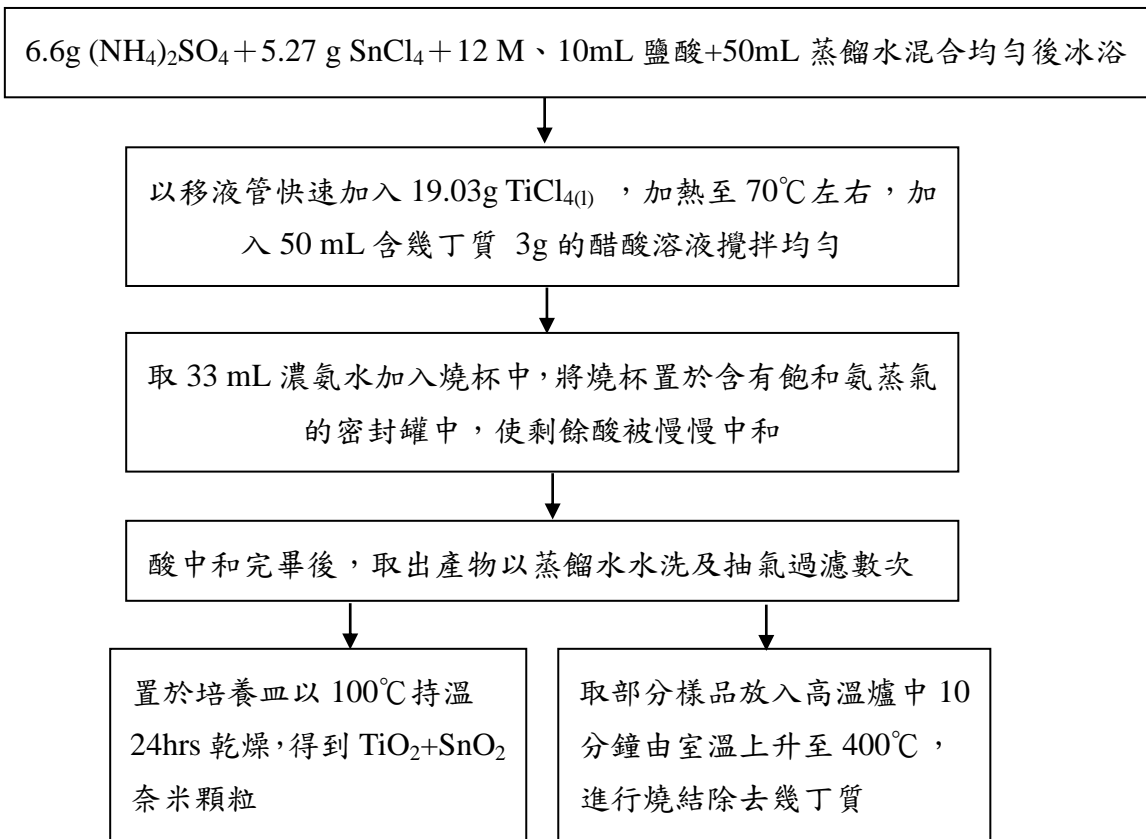 6.6g (NH4)2SO4+5.27 g SnCl4+12 M、10mL 鹽酸+50mL 蒸餾水混合均勻後冰浴
以移液管快速加入 19.03g TiCl4(l) ,加熱至 70℃左右,加
入 50 mL 含幾丁質 3g 的醋酸溶液攪拌均勻
取 33 mL 濃氨水加入燒杯中,將燒杯置於含有飽和氨蒸氣
的密封罐中,使剩餘酸被慢慢中和
酸中和完畢後,取出產物以蒸餾水水洗及抽氣過濾數次
置於培養皿以 100℃持溫
24hrs 乾燥,得到 TiO2+SnO2
奈米顆粒
取部分樣品放入高溫爐中 10
分鐘由室溫上升至 400℃,
進行燒結除去幾丁質